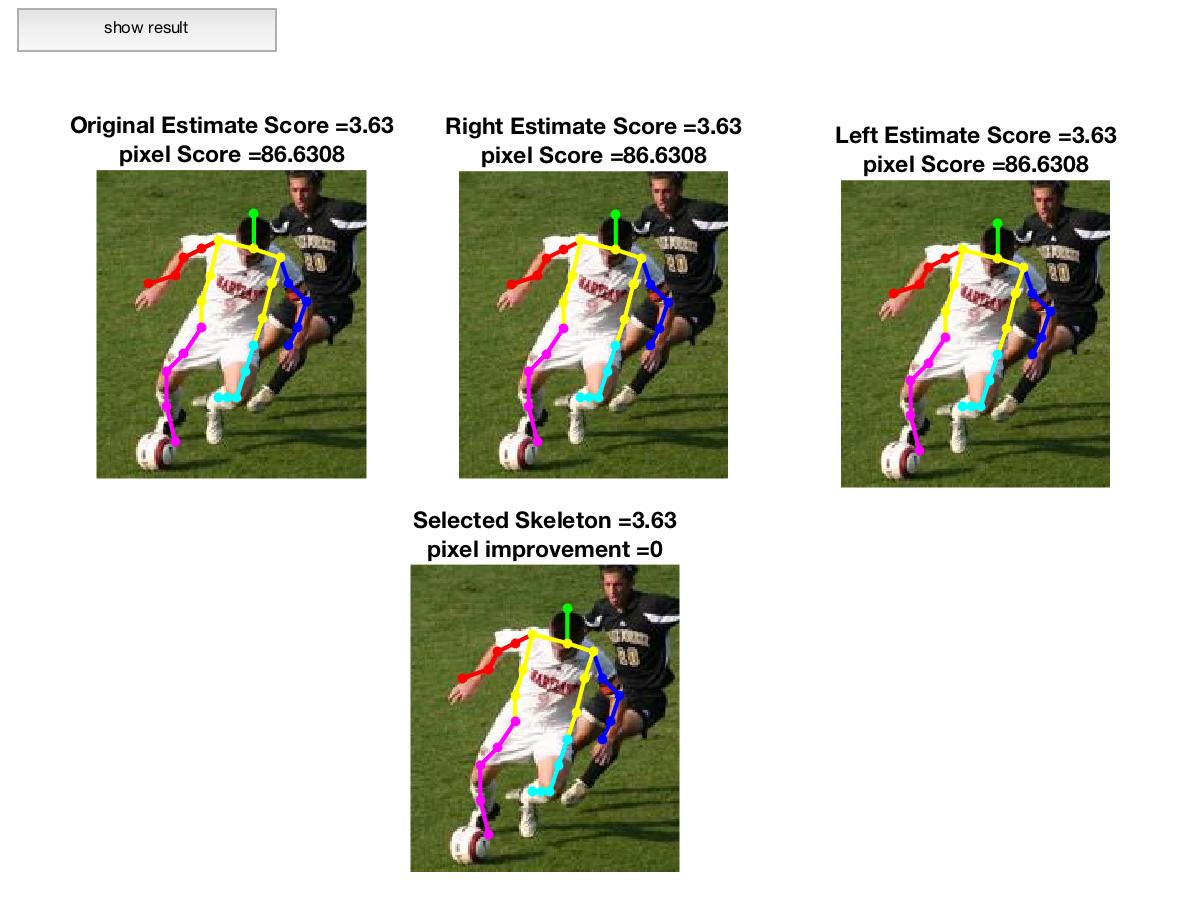 show result
Original Estimate Score =3.63
pixel Score =86.6308
Right Estimate Score =3.63
pixel Score =86.6308
Left Estimate Score =3.63
pixel Score =86.6308
Selected Skeleton =3.63
pixel improvement =0